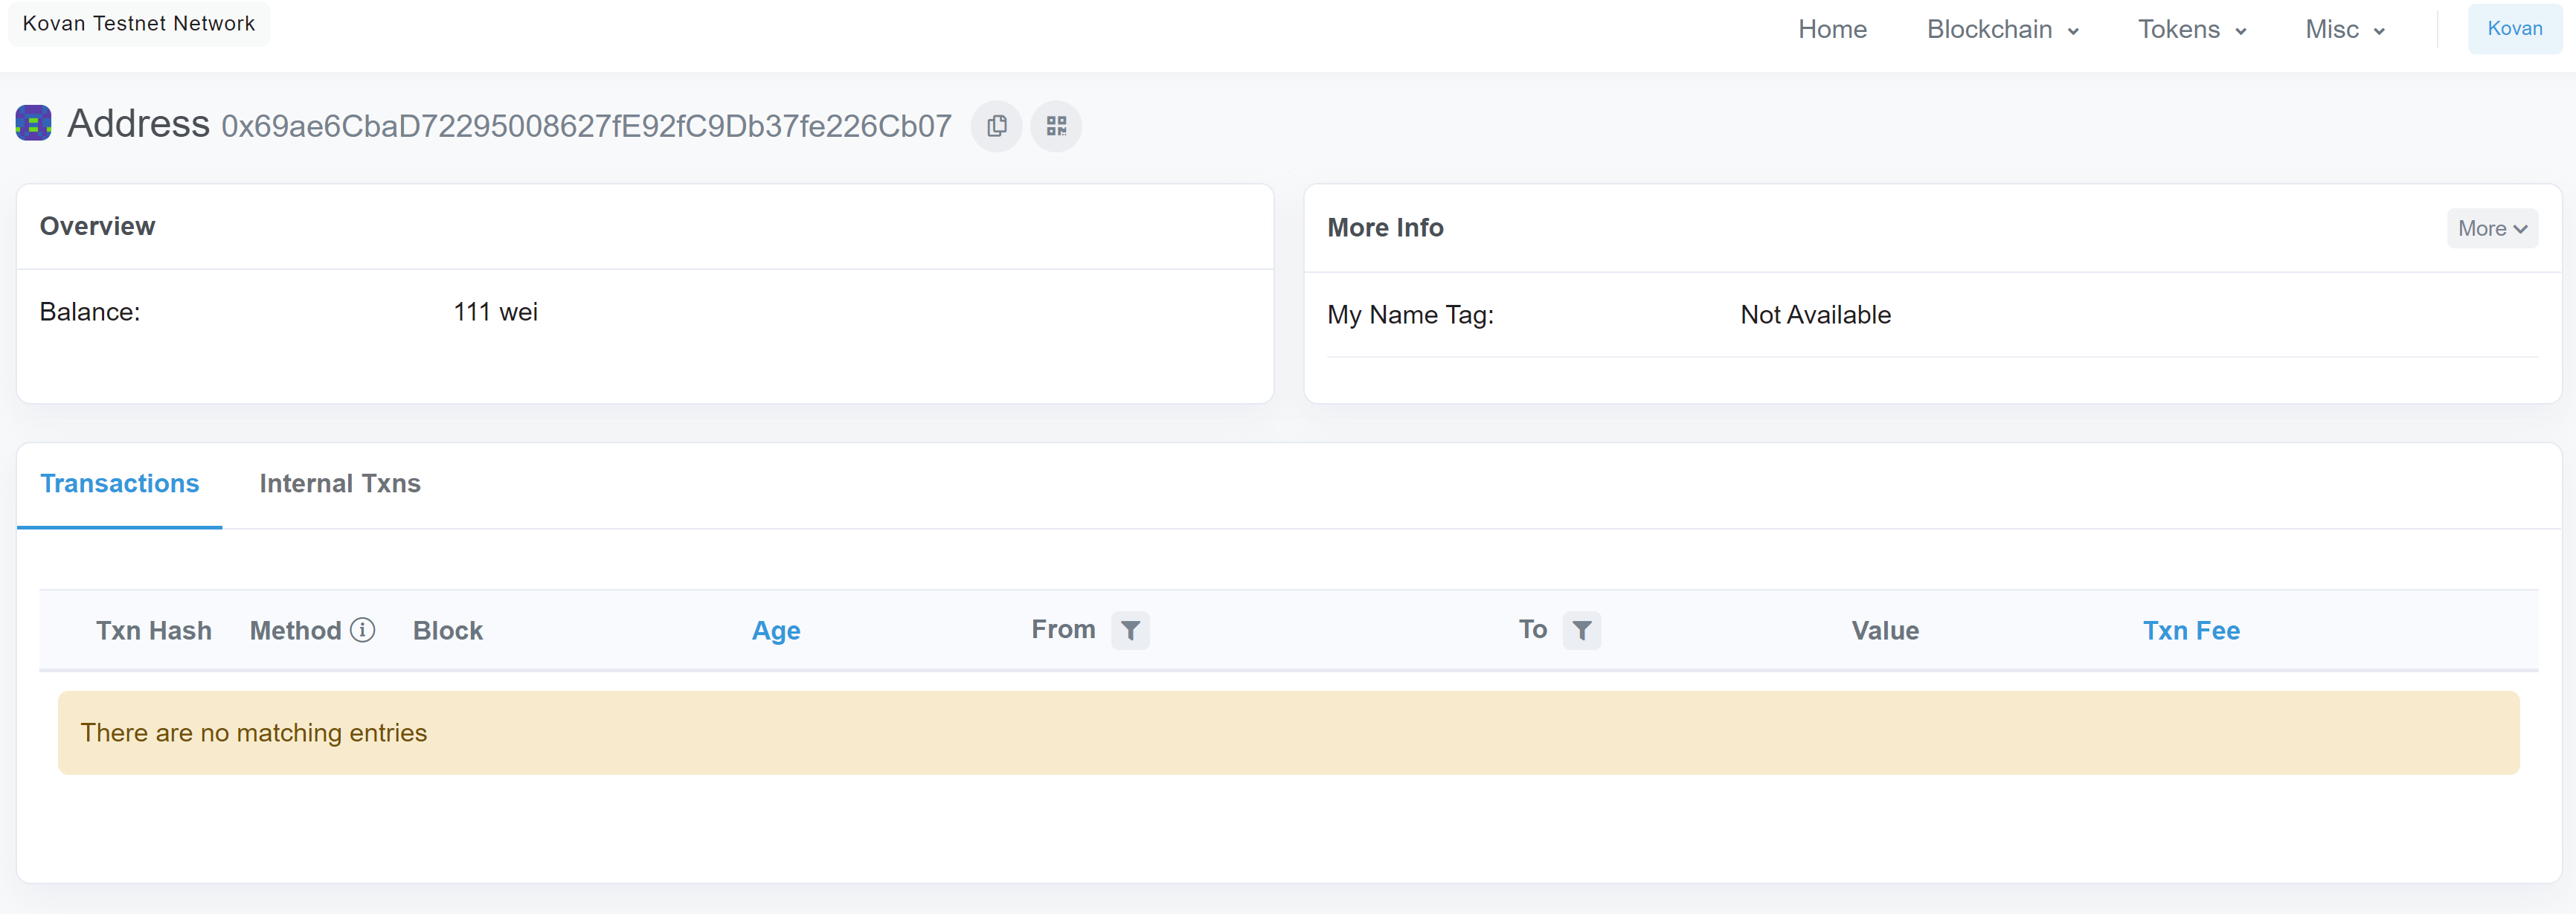 Kovan Testnet Network
Home Blockchain Tokens Misc Kovan
Address 0x69ae6CbaD72295008627fE92fC9Db37fe226Cb07
Overview
Balance: 111 wei
More Info More
My Name Tag: Not Available
Transactions Internal Txns
Txn Hash Method Block Age From To Value Txn Fee
There are no matching entries